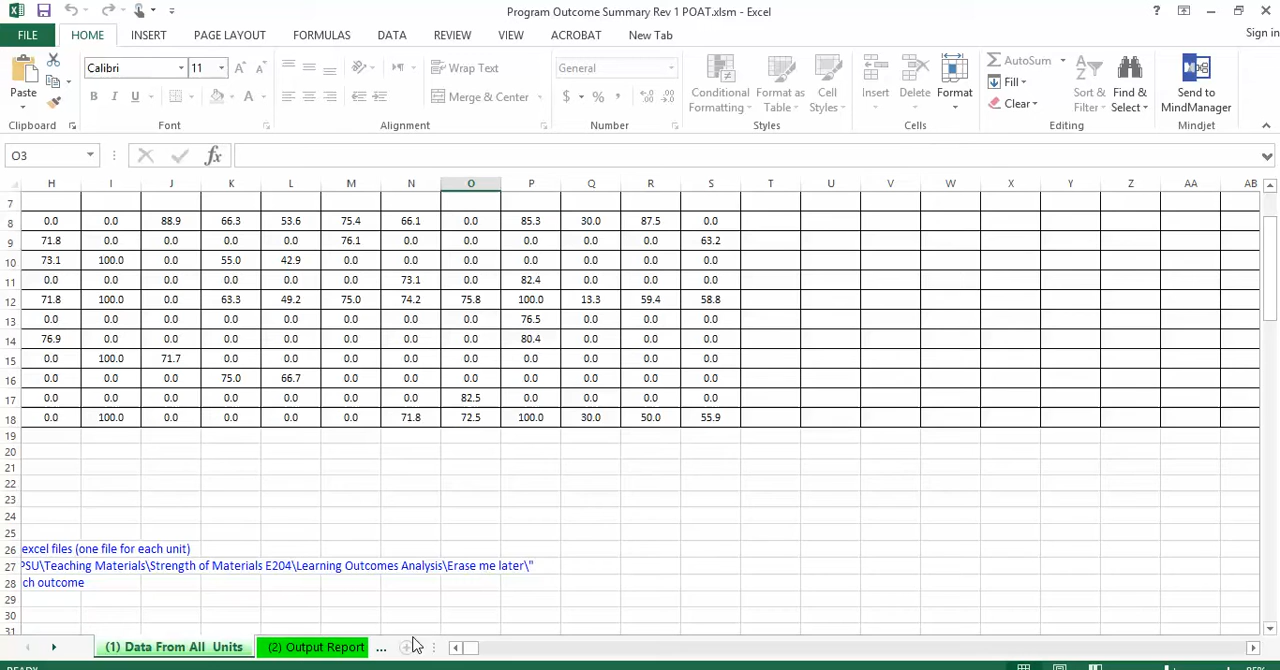 Program Outcome Summary Rev 1 POAT.xlsm - Excel
?
FILE HOME INSERT PAGE LAYOUT FORMULAS DATA REVIEW VIEW ACROBAT New Tab Sign in
Paste
Clipboard
Calibri 11
B I U
Font
Wrap Text
Merge & Center
Alignment
General
$ %
Number
Conditional Formatting
Format as Table
Cell Styles
Styles
Insert Delete Format
Cells
AutoSum
Fill
Clear
Sort & Filter
Find & Select
Editing
Send to MindManager
Mindjet
O3 fx
H I J K L M N O P Q R S T U V W X Y Z AA AB
7
8 0.0 0.0 88.9 66.3 53.6 75.4 66.1 0.0 85.3 30.0 87.5 0.0
9 71.8 0.0 0.0 0.0 0.0 76.1 0.0 0.0 0.0 0.0 0.0 63.2
10 73.1 100.0 0.0 55.0 42.9 0.0 0.0 0.0 0.0 0.0 0.0 0.0
11 0.0 0.0 0.0 0.0 0.0 0.0 73.1 0.0 82.4 0.0 0.0 0.0
12 71.8 100.0 0.0 63.3 49.2 75.0 74.2 75.8 100.0 13.3 59.4 58.8
13 0.0 0.0 0.0 0.0 0.0 0.0 0.0 0.0 76.5 0.0 0.0 0.0
14 76.9 0.0 0.0 0.0 0.0 0.0 0.0 0.0 80.4 0.0 0.0 0.0
15 0.0 100.0 71.7 0.0 0.0 0.0 0.0 0.0 0.0 0.0 0.0 0.0
16 0.0 0.0 0.0 75.0 66.7 0.0 0.0 0.0 0.0 0.0 0.0 0.0
17 0.0 0.0 0.0 0.0 0.0 0.0 0.0 82.5 0.0 0.0 0.0 0.0
18 0.0 100.0 0.0 0.0 0.0 0.0 71.8 72.5 100.0 30.0 50.0 55.9
19
20
21
22
23
24
25
26 excel files (one file for each unit)
27 PSU\Teaching Materials\Strength of Materials E204\Learning Outcomes Analysis\Erase me later\"
28 ch outcome
29
30
31
(1) Data From All Units (2) Output Report ...